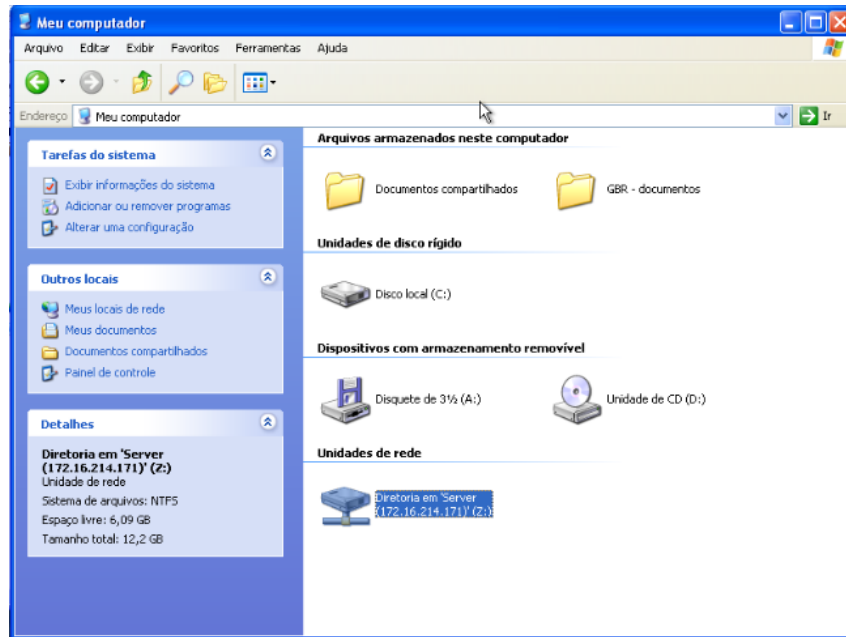 Meu computador
Arquivo Editar Exibir Favoritos Ferramentas Ajuda
Endereço Meu computador Ir
Tarefas do sistema
Exibir informações do sistema
Adicionar ou remover programas
Alterar uma configuração
Outros locais
Meus locais de rede
Meus documentos
Documentos compartilhados
Painel de controle
Detalhes
Diretoria em 'Server
(172.16.214.171)' (Z:)
Unidade de rede
Sistema de arquivos: NTFS
Espaço livre: 6,09 GB
Tamanho total: 12,2 GB
Arquivos armazenados neste computador
Documentos compartilhados
GBR - documentos
Unidades de disco rígido
Disco local (C:)
Dispositivos com armazenamento removível
Disquete de 3½ (A:)
Unidade de CD (D:)
Unidades de rede
Diretoria em 'Server
(172.16.214.171)' (Z:)